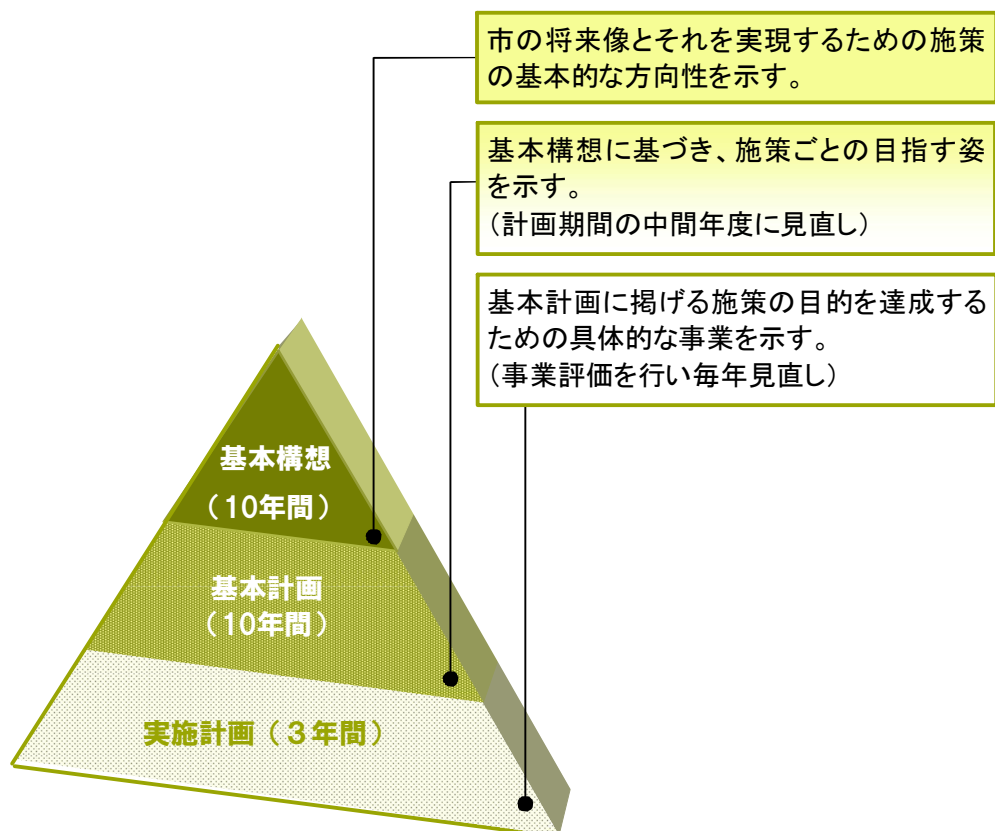 市の将来像とそれを実現するための施策
の基本的な方向性を示す。
基本構想に基づき、施策ごとの目指す姿
を示す。
（計画期間の中間年度に見直し）
基本計画に掲げる施策の目的を達成する
ための具体的な事業を示す。
（事業評価を行い毎年見直し）
基本構想
（10年間）
基本計画
（10年間）
実施計画（３年間）